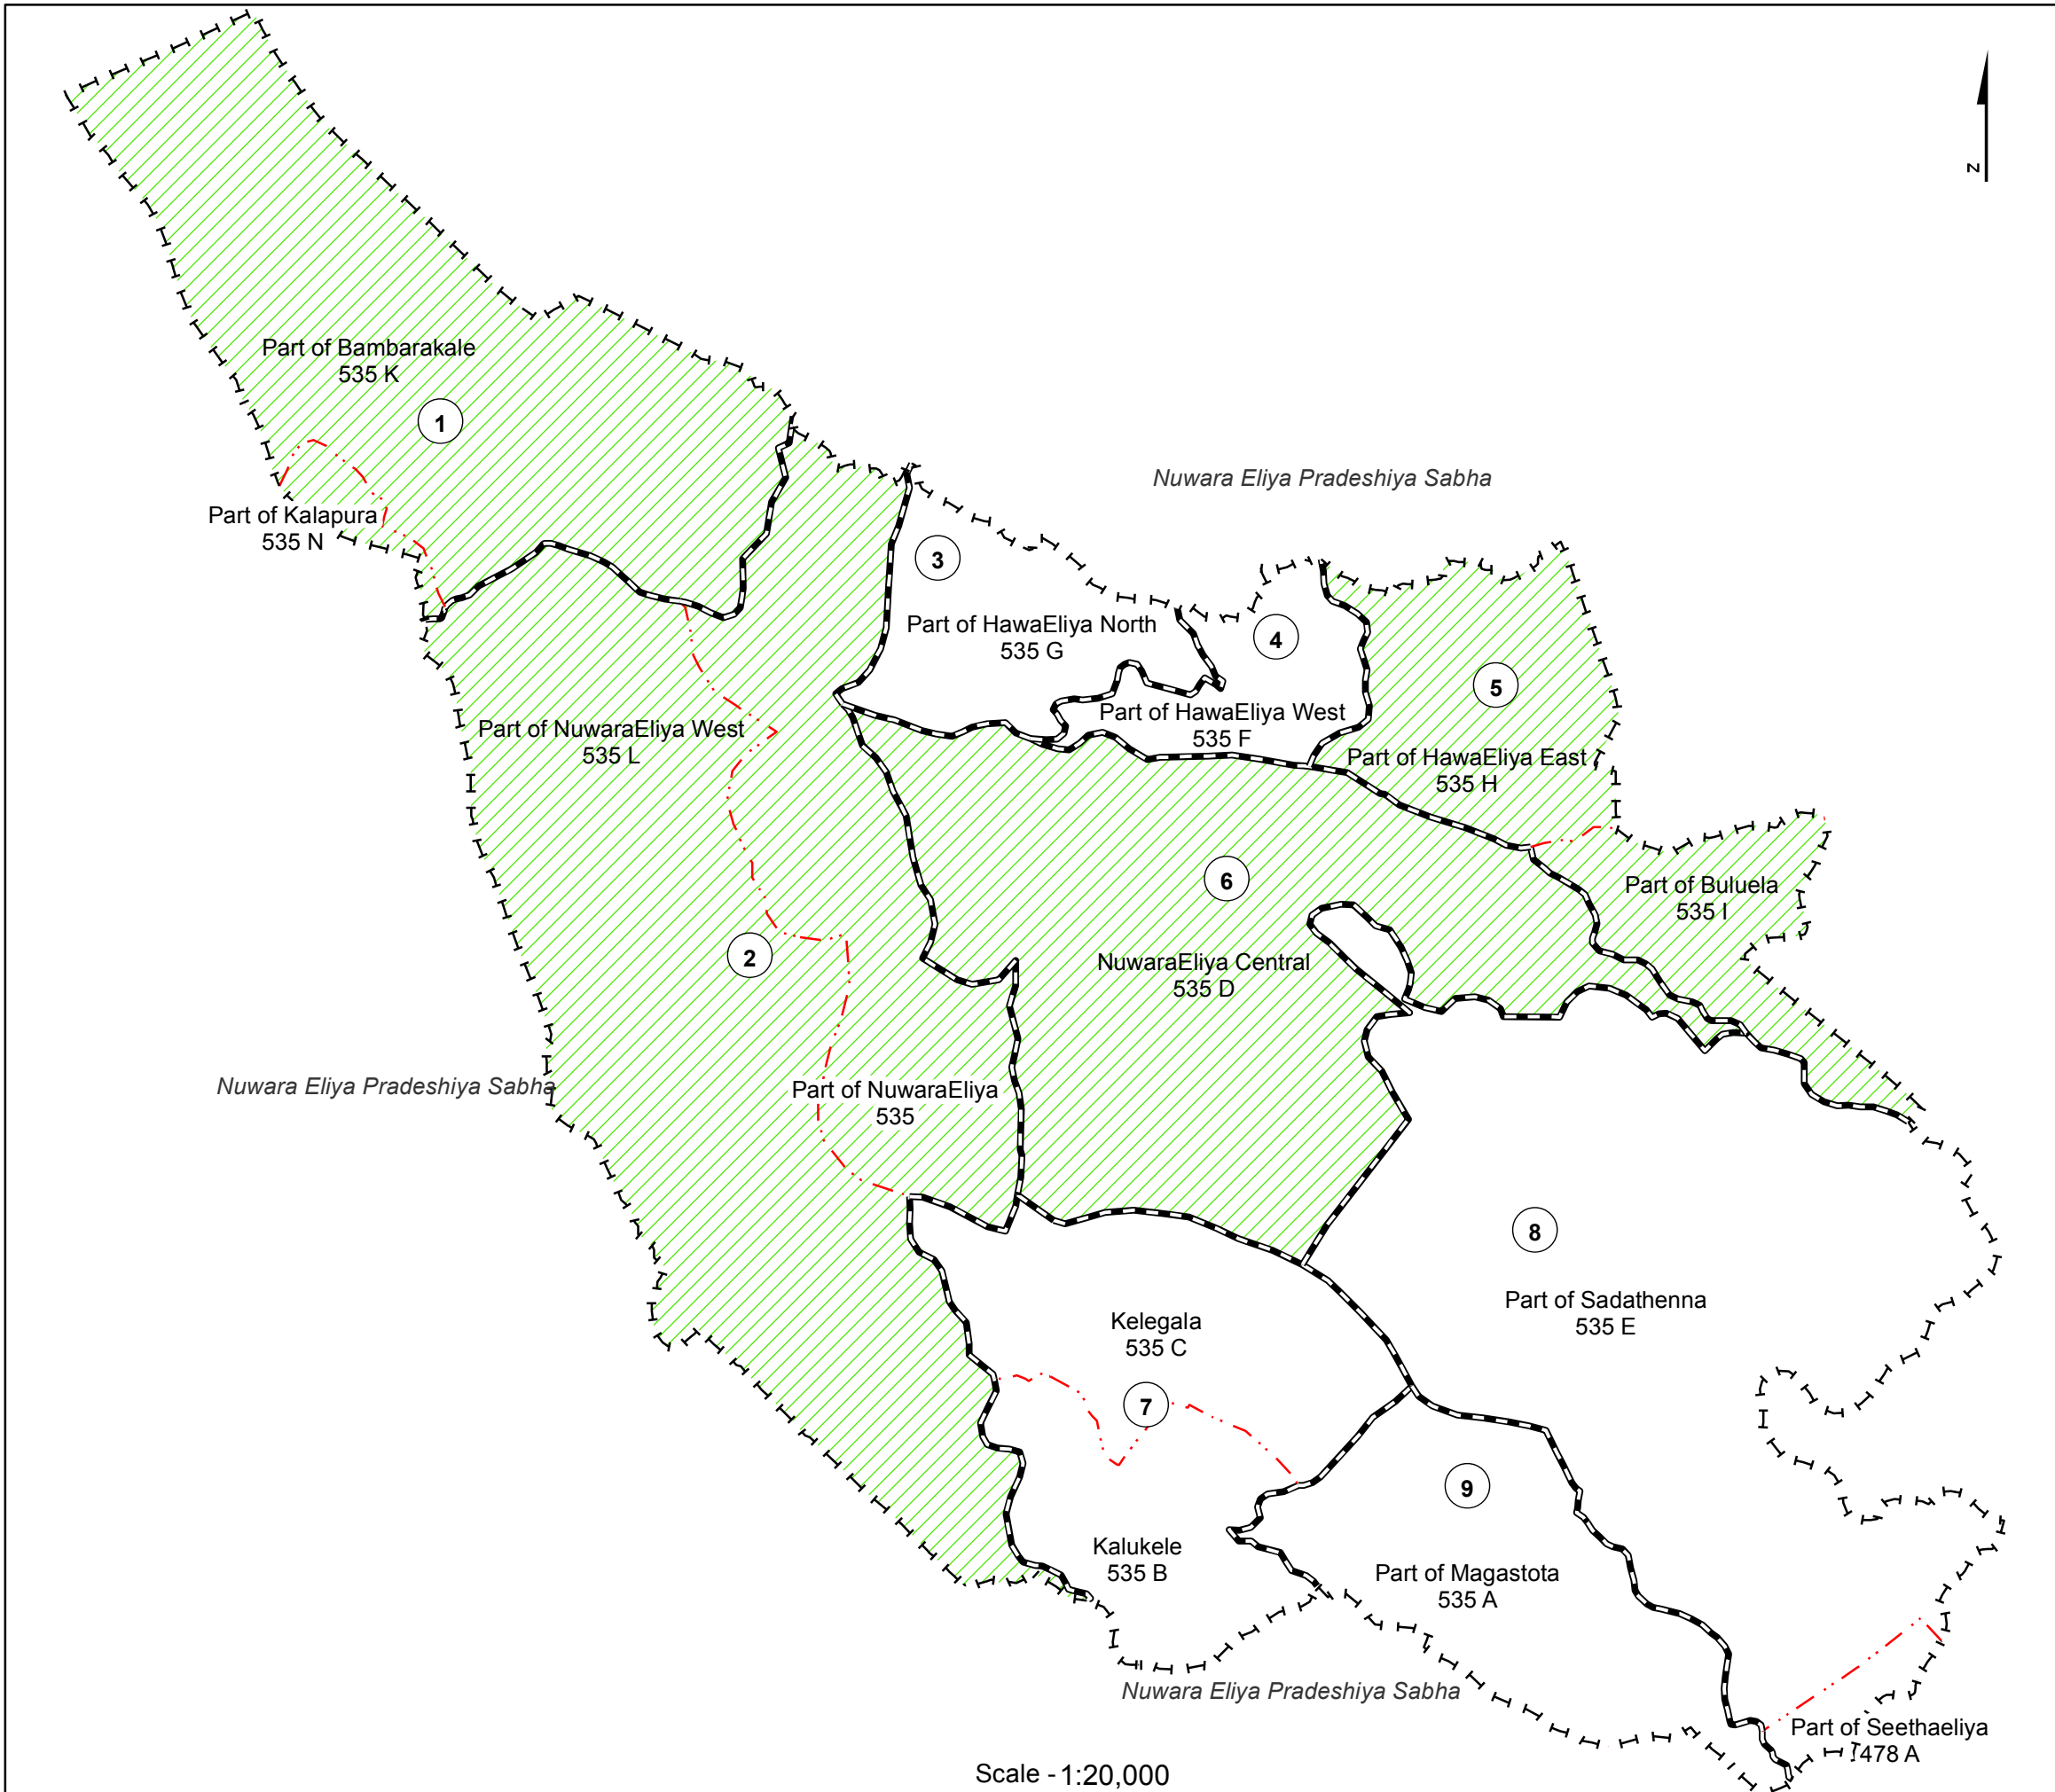 N
Part of Bambarakale
535 K
1
Part of Kalapura
535 N
Nuwara Eliya Pradeshiya Sabha
3
Part of HawaEliya North
535 G
4
5
Part of HawaEliya West
535 F
Part of NuwaraEliya West
535 L
Part of HawaEliya East
535 H
6
Part of Buluela
535 I
2
NuwaraEliya Central
535 D
Nuwara Eliya Pradeshiya Sabha
Part of NuwaraEliya
535
8
Part of Sadathenna
535 E
Kelegala
535 C
7
9
Kalukele
535 B
Part of Magastota
535 A
Nuwara Eliya Pradeshiya Sabha
Part of Seethaeliya
478 A
Scale - 1:20,000